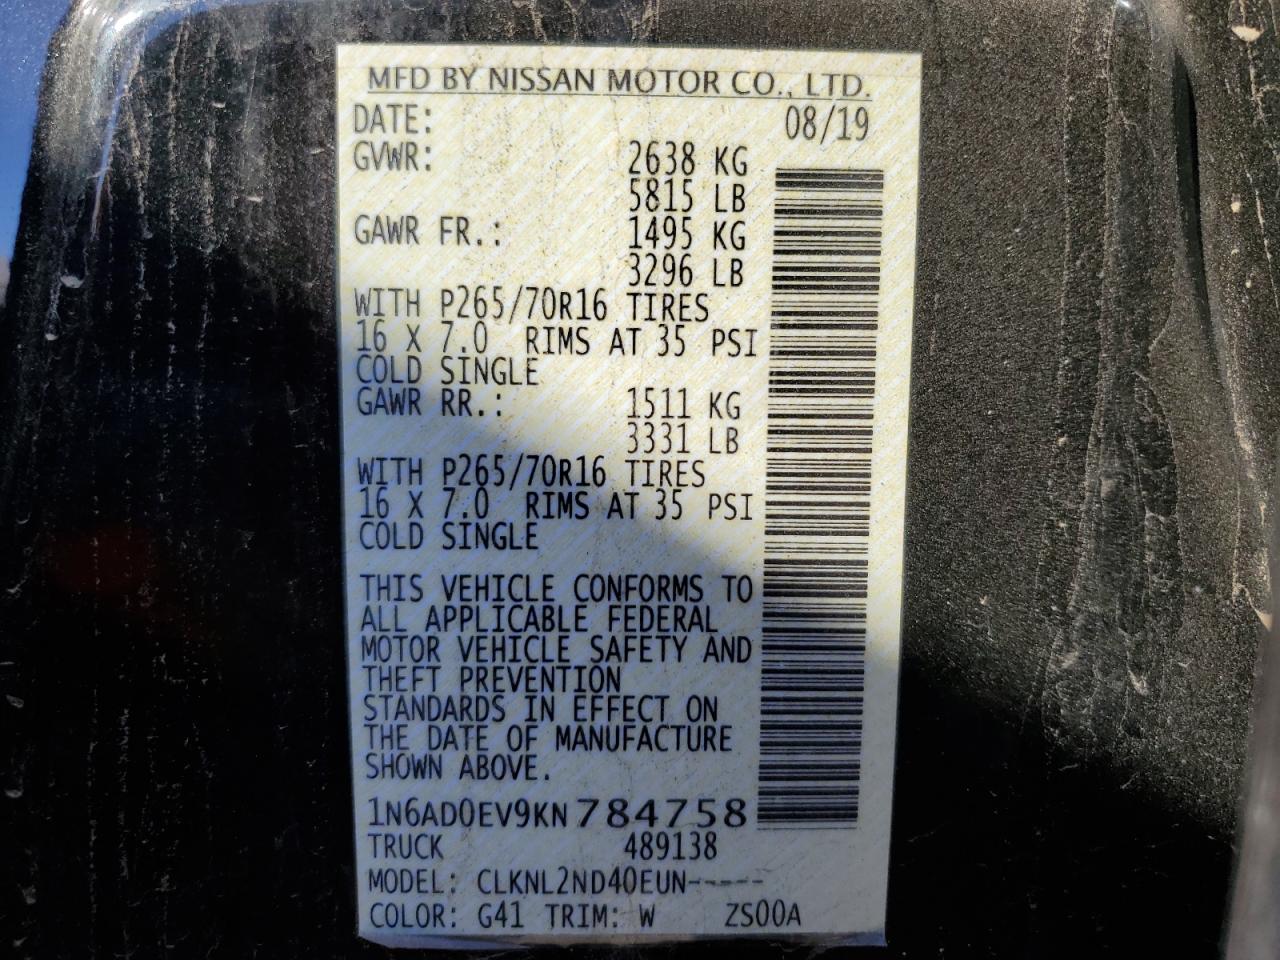 MFD BY NISSAN MOTOR CO., LTD.
DATE: 08/19
GVWR: 2638 KG
5815 LB
GAWR FR.: 1495 KG
3296 LB
WITH P265/70R16 TIRES
16 X 7.0 RIMS AT 35 PSI
COLD SINGLE
GAWR RR.: 1511 KG
3331 LB
WITH P265/70R16 TIRES
16 X 7.0 RIMS AT 35 PSI
COLD SINGLE
THIS VEHICLE CONFORMS TO
ALL APPLICABLE FEDERAL
MOTOR VEHICLE SAFETY AND
THEFT PREVENTION
STANDARDS IN EFFECT ON
THE DATE OF MANUFACTURE
SHOWN ABOVE.
1N6AD0EV9KN784758
TRUCK 489138
MODEL: CLKNL2ND40EUN-----
COLOR: G41 TRIM: W ZS00A